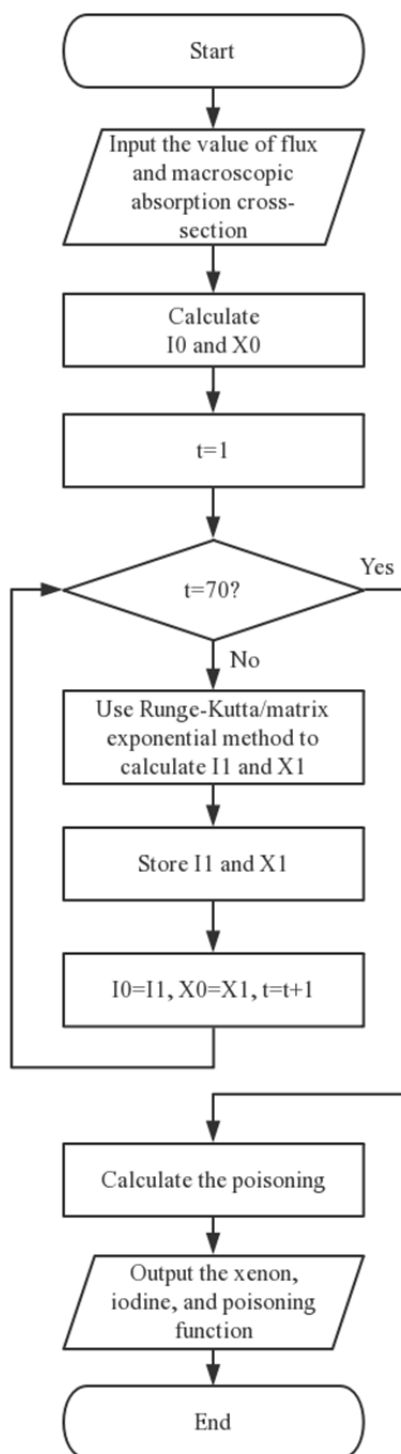 Start
Input the value of flux
and macroscopic
absorption cross-
section
Calculate
I0 and X0
t=1
t=70?
Yes
No
Use Runge-Kutta/matrix
exponential method to
calculate I1 and X1
Store I1 and X1
I0=I1, X0=X1, t=t+1
Calculate the poisoning
Output the xenon,
iodine, and poisoning
function
End